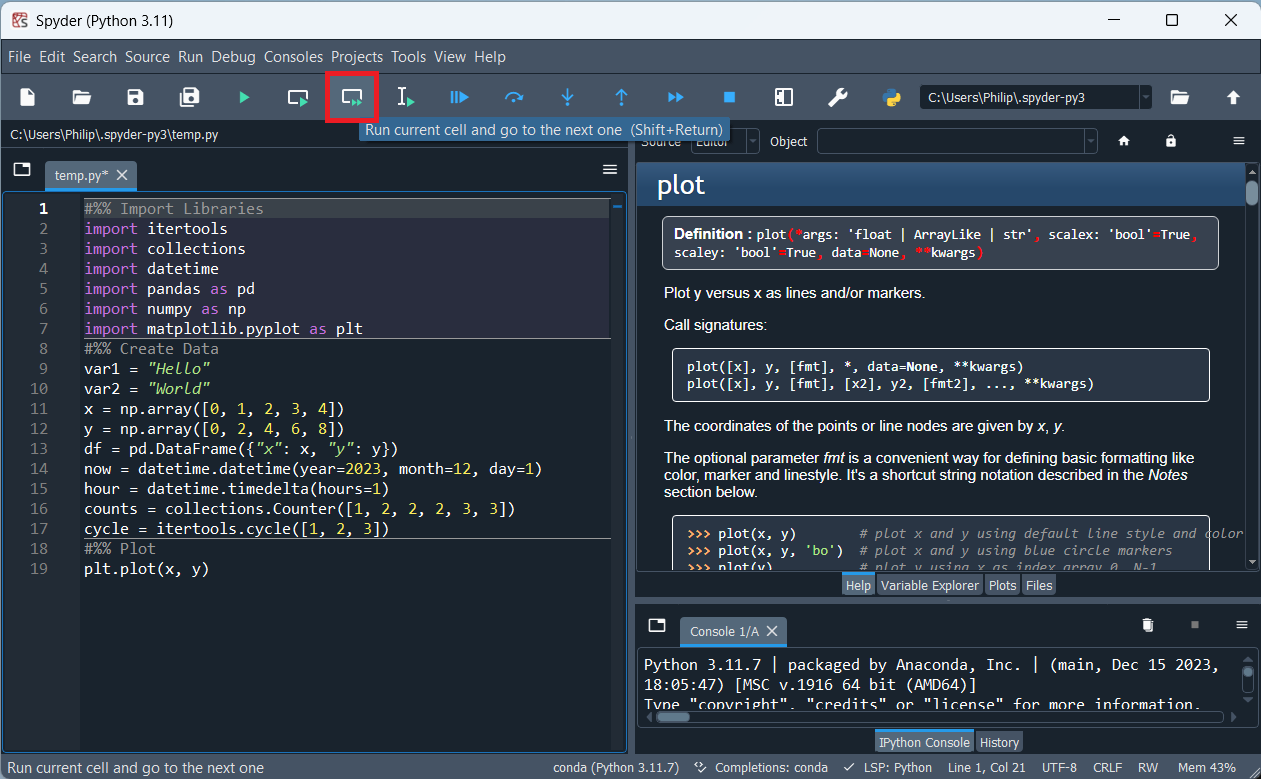 Spyder (Python 3.11)
File Edit Search Source Run Debug Consoles Projects Tools View Help
C:\Users\Philip\.spyder-py3
C:\Users\Philip\.spyder-py3\temp.py
Run current cell and go to the next one (Shift+Return)
Source Editor Object
temp.py*
1 #%% Import Libraries
2 import itertools
3 import collections
4 import datetime
5 import pandas as pd
6 import numpy as np
7 import matplotlib.pyplot as plt
8 #%% Create Data
9 var1 = "Hello"
10 var2 = "World"
11 x = np.array([0, 1, 2, 3, 4])
12 y = np.array([0, 2, 4, 6, 8])
13 df = pd.DataFrame({"x": x, "y": y})
14 now = datetime.datetime(year=2023, month=12, day=1)
15 hour = datetime.timedelta(hours=1)
16 counts = collections.Counter([1, 2, 2, 2, 3, 3])
17 cycle = itertools.cycle([1, 2, 3])
18 #%% Plot
19 plt.plot(x, y)
plot
Definition : plot(*args: 'float | ArrayLike | str', scalex: 'bool'=True,
scaley: 'bool'=True, data=None, **kwargs)
Plot y versus x as lines and/or markers.
Call signatures:
plot([x], y, [fmt], *, data=None, **kwargs)
plot([x], y, [fmt], [x2], y2, [fmt2], ..., **kwargs)
The coordinates of the points or line nodes are given by x, y.
The optional parameter fmt is a convenient way for defining basic formatting like
color, marker and linestyle. It's a shortcut string notation described in the Notes
section below.
>>> plot(x, y) # plot x and y using default line style and color
>>> plot(x, y, 'bo') # plot x and y using blue circle markers
>>> plot(y) # plot y using x as index array 0..N-1
Help Variable Explorer Plots Files
Console 1/A
Python 3.11.7 | packaged by Anaconda, Inc. | (main, Dec 15 2023,
18:05:47) [MSC v.1916 64 bit (AMD64)]
Type "copyright", "credits" or "license" for more information.
IPython Console History
Run current cell and go to the next one conda (Python 3.11.7) Completions: conda LSP: Python Line 1, Col 21 UTF-8 CRLF RW Mem 43%